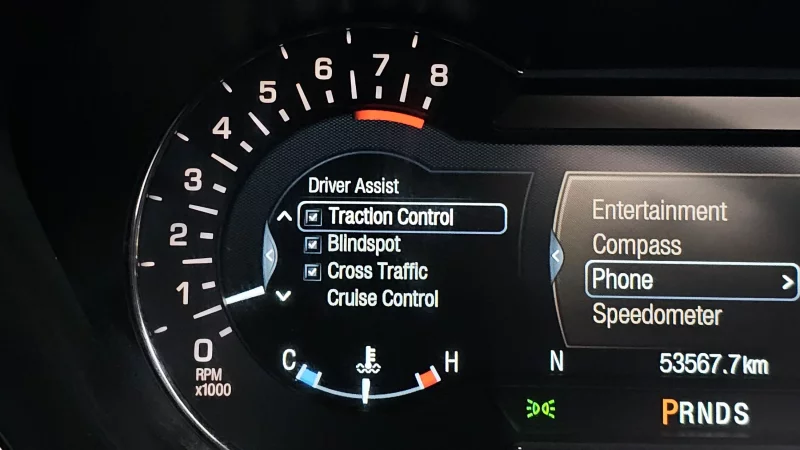 8
7
6
5
4
3
2
1
0
RPM
x1000
Driver Assist
Traction Control
Blindspot
Cross Traffic
Cruise Control
C
H
Entertainment
Compass
Phone
Speedometer
N
53567.7km
PRNDS